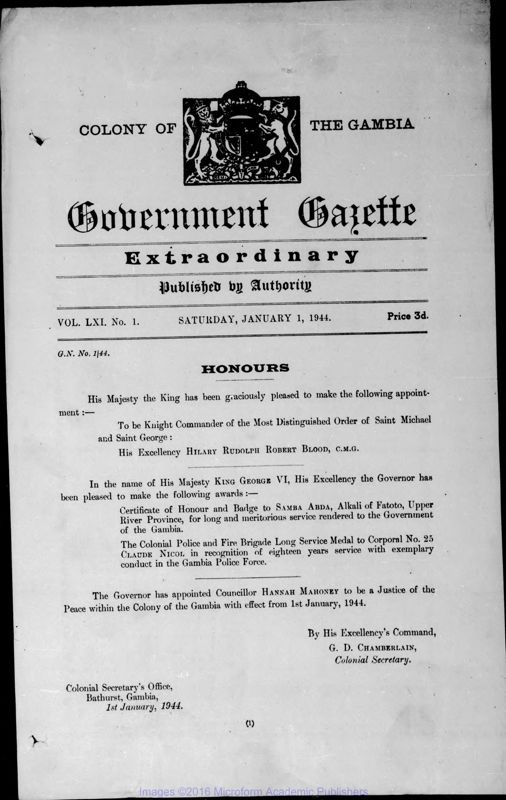 COLONY OF THE GAMBIA
Government Gazette
Extraordinary
Published by Authority
VOL. LXI. No. 1. SATURDAY, JANUARY 1, 1944. Price 3d.
G.N. No. 1/44.
HONOURS
His Majesty the King has been graciously pleased to make the following appoint-
ment :—
To be Knight Commander of the Most Distinguished Order of Saint Michael
and Saint George :
His Excellency HILARY RUDOLPH ROBERT BLOOD, C.M.G.
In the name of His Majesty KING GEORGE VI, His Excellency the Governor has
been pleased to make the following awards :—
Certificate of Honour and Badge to SAMBA ABDA, Alkali of Fatoto, Upper
River Province, for long and meritorious service rendered to the Government
of the Gambia.
The Colonial Police and Fire Brigade Long Service Medal to Corporal No. 25
CLAUDE NICOL in recognition of eighteen years service with exemplary
conduct in the Gambia Police Force.
The Governor has appointed Councillor HANNAH MAHONEY to be a Justice of the
Peace within the Colony of the Gambia with effect from 1st January, 1944.
By His Excellency's Command,
G. D. CHAMBERLAIN,
Colonial Secretary.
Colonial Secretary's Office,
Bathurst, Gambia,
1st January, 1944.
(1)
Images ©2016 Microform Academic Publishers